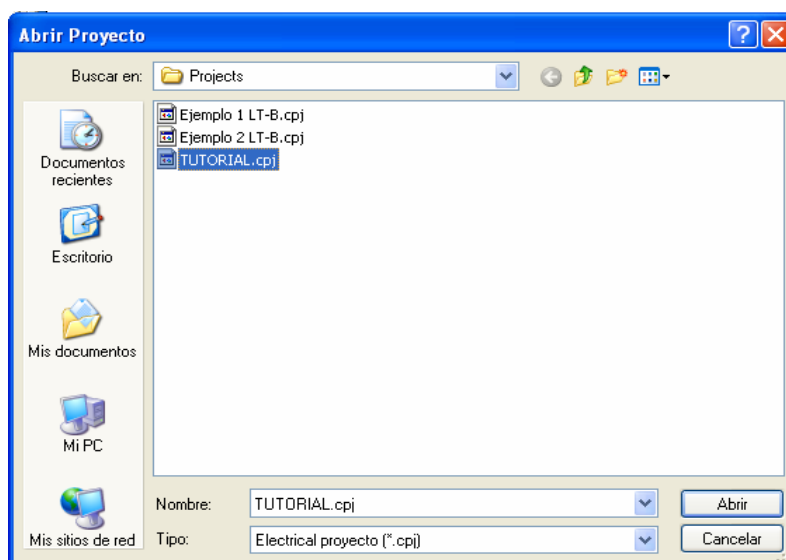 Abrir Proyecto
Buscar en: Projects
Ejemplo 1 LT-B.cpj
Ejemplo 2 LT-B.cpj
TUTORIAL.cpj
Documentos
recientes
Escritorio
Mis documentos
Mi PC
Mis sitios de red
Nombre: TUTORIAL.cpj Abrir
Tipo: Electrical proyecto (*.cpj) Cancelar